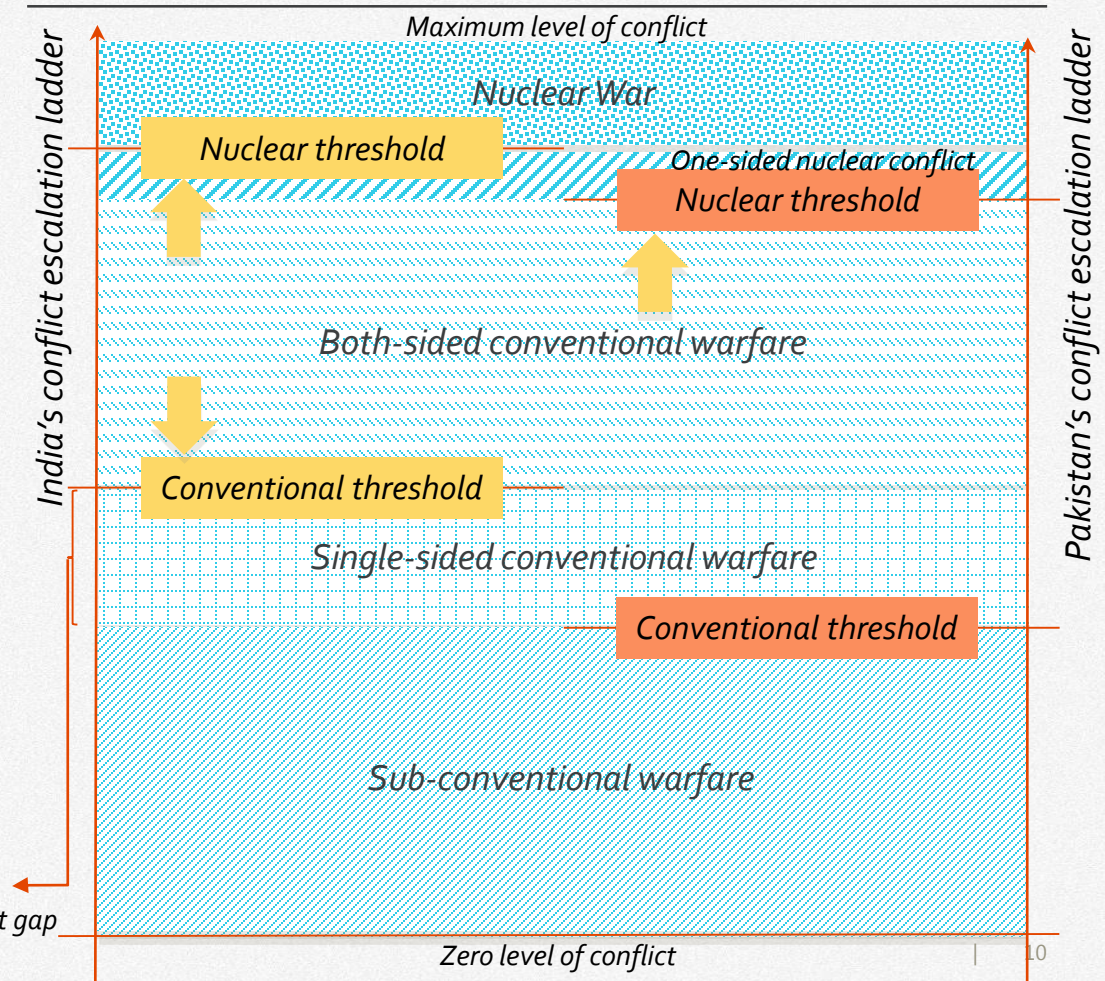 Maximum level of conflict
India's conflict escalation ladder
Pakistan's conflict escalation ladder
Nuclear War
Nuclear threshold
One-sided nuclear conflict
Nuclear threshold
Both-sided conventional warfare
Conventional threshold
Single-sided conventional warfare
Conventional threshold
Sub-conventional warfare
gap
Zero level of conflict
| 10